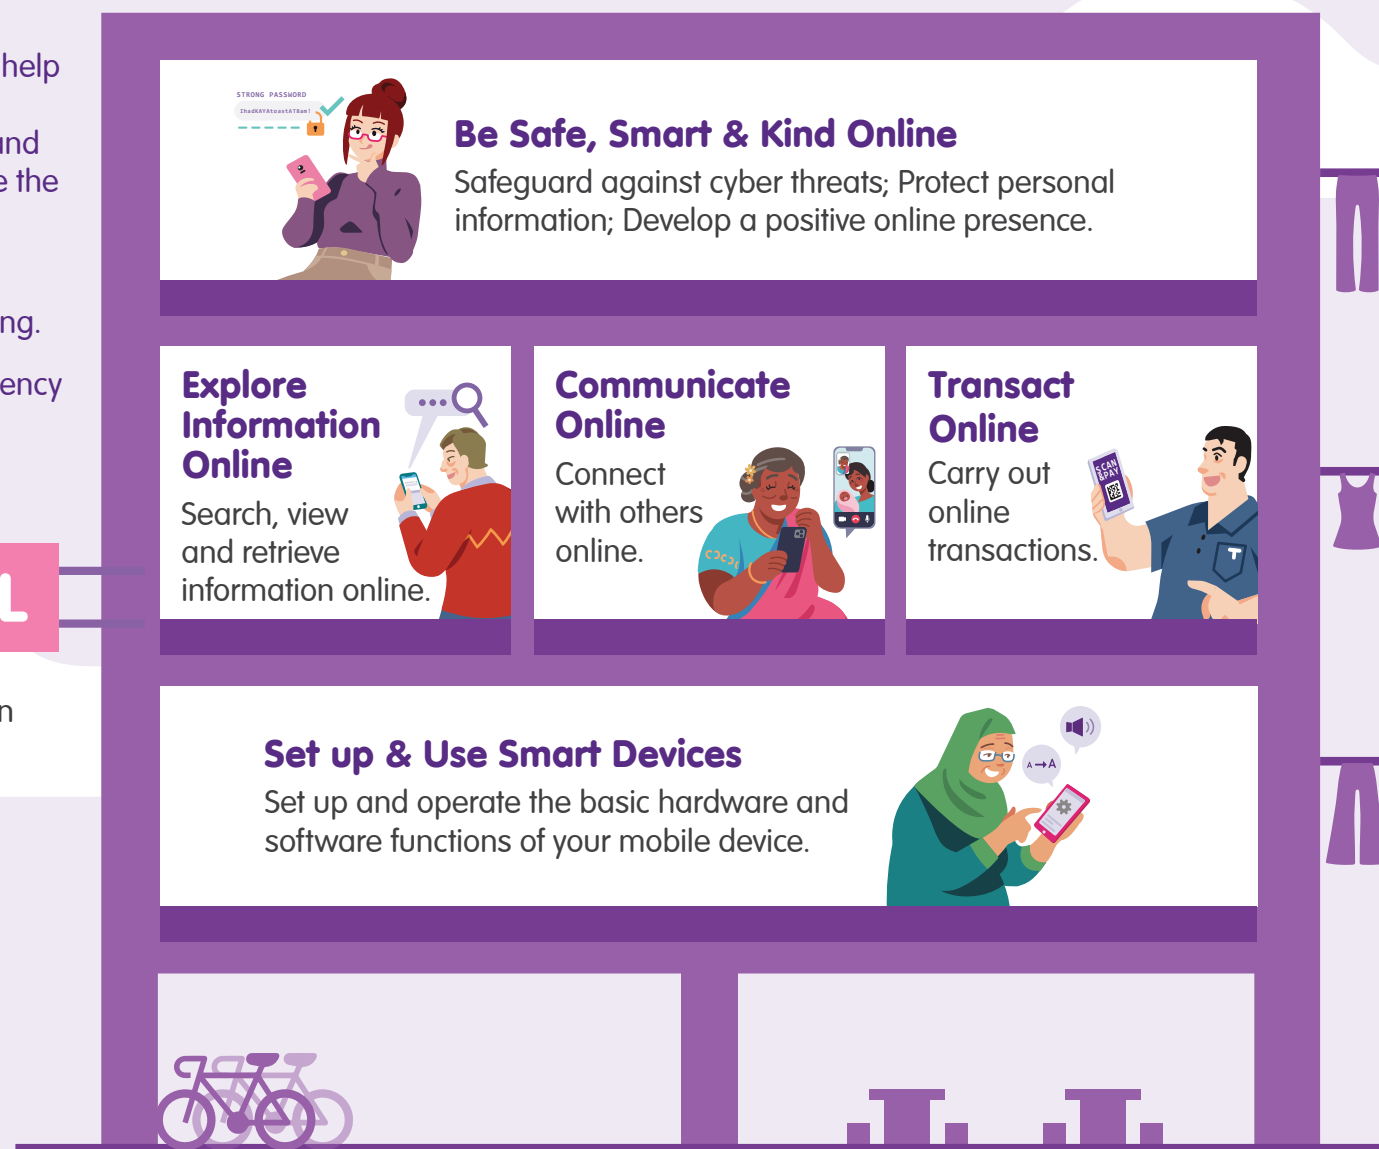 help
and
e the
ng.
ency
n
STRONG PASSWORD
IhadKAYAtoastAT8am!
Be Safe, Smart & Kind Online
Safeguard against cyber threats; Protect personal
information; Develop a positive online presence.
Explore
Information
Online
Search, view
and retrieve
information online.
Communicate
Online
Connect
with others
online.
Transact
Online
Carry out
online
transactions.
SCAN
&PAY
Set up & Use Smart Devices
Set up and operate the basic hardware and
software functions of your mobile device.
A→A